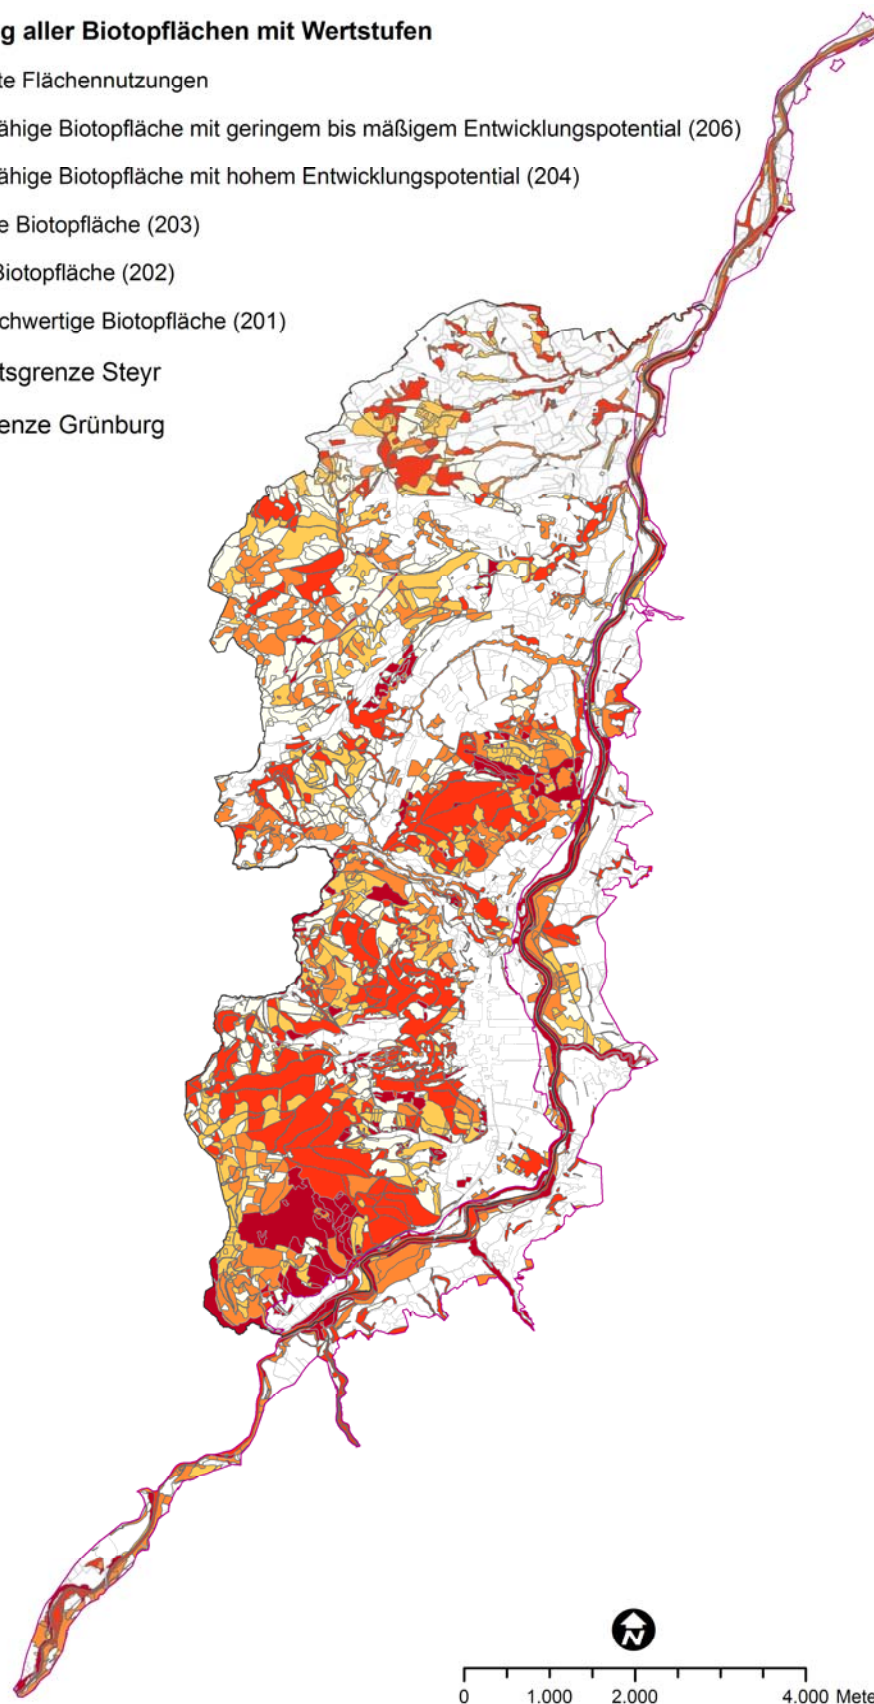 g aller Biotopflächen mit Wertstufen
te Flächennutzungen
ähige Biotopfläche mit geringem bis mäßigem Entwicklungspotential (206)
ähige Biotopfläche mit hohem Entwicklungspotential (204)
e Biotopfläche (203)
Biotopfläche (202)
chwertige Biotopfläche (201)
tsgrenze Steyr
enze Grünburg
N
0 1.000 2.000 4.000 Mete